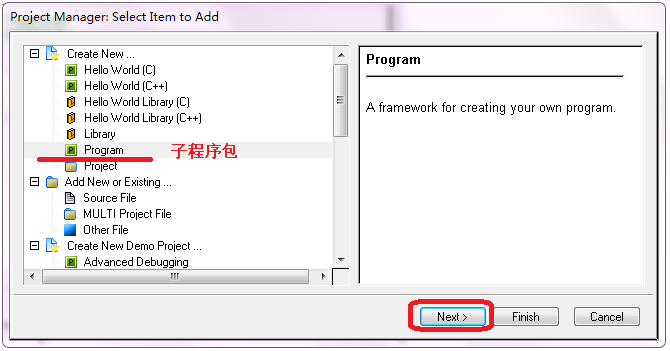 Project Manager: Select Item to Add
Create New ...
Hello World (C)
Hello World (C++)
Hello World Library (C)
Hello World Library (C++)
Library
Program 子程序包
Project
Add New or Existing ...
Source File
MULTI Project File
Other File
Create New Demo Project ...
Advanced Debugging
Program
A framework for creating your own program.
Next >
Finish
Cancel